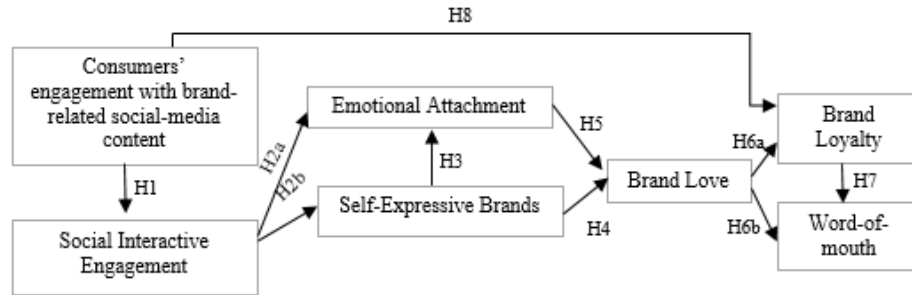 H8
Consumers’
engagement with brand-
related social-media
content
Emotional Attachment
Brand
Loyalty
H5
H6a
H2a
H2b
H3
H1
Brand Love
H7
Self-Expressive Brands
H4
H6b
Social Interactive
Engagement
Word-of-
mouth